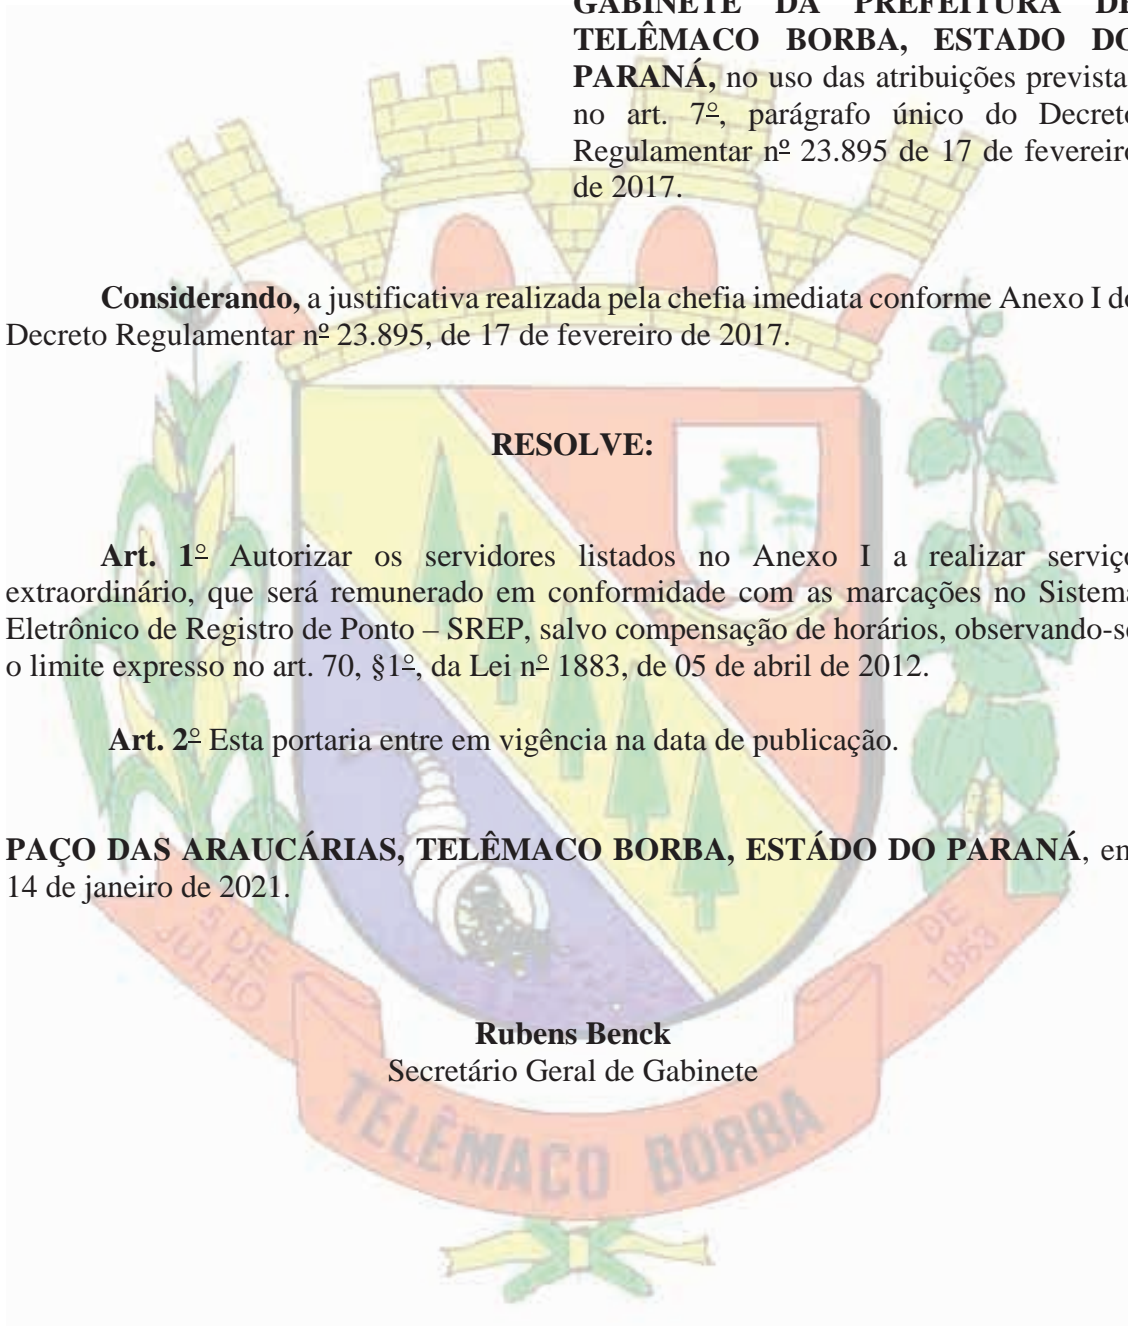 GABINETE DA PREFEITURA DE
TELÊMACO BORBA, ESTADO DO
PARANÁ, no uso das atribuições prevista
no art. 7º, parágrafo único do Decreto
Regulamentar nº 23.895 de 17 de fevereiro
de 2017.
Considerando, a justificativa realizada pela chefia imediata conforme Anexo I do
Decreto Regulamentar nº 23.895, de 17 de fevereiro de 2017.
RESOLVE:
Art. 1º Autorizar os servidores listados no Anexo I a realizar serviço
extraordinário, que será remunerado em conformidade com as marcações no Sistema
Eletrônico de Registro de Ponto – SREP, salvo compensação de horários, observando-se
o limite expresso no art. 70, §1º, da Lei nº 1883, de 05 de abril de 2012.
Art. 2º Esta portaria entre em vigência na data de publicação.
PAÇO DAS ARAUCÁRIAS, TELÊMACO BORBA, ESTÁDO DO PARANÁ, em
14 de janeiro de 2021.
5 DE
JULHO
DE
1963
Rubens Benck
Secretário Geral de Gabinete
TELÊMACO BORBA